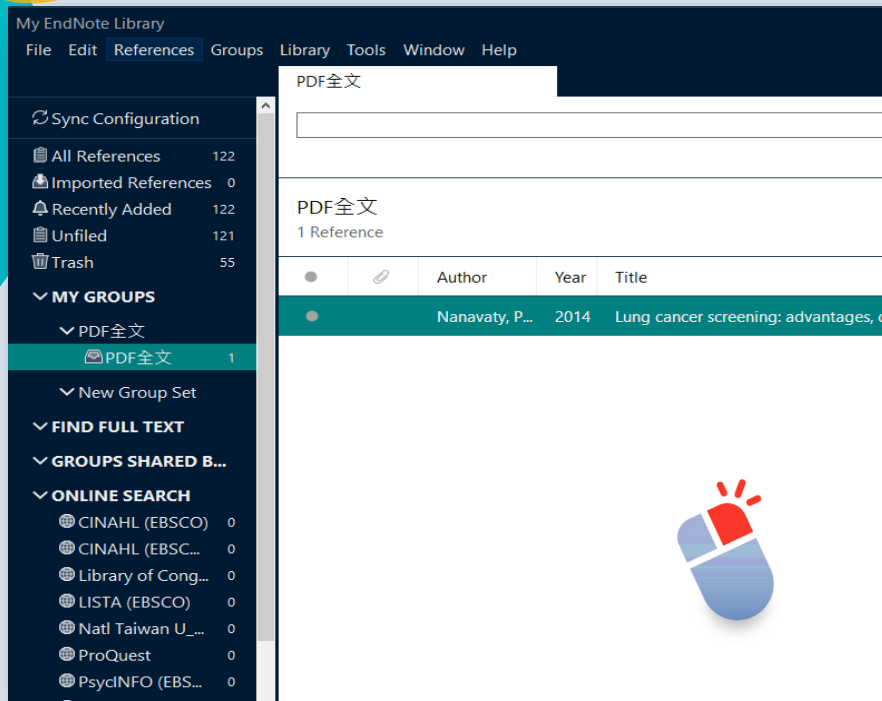 My EndNote Library
File Edit References Groups Library Tools Window Help
PDF全文
Sync Configuration
All References 122
Imported References 0
Recently Added 122
Unfiled 121
Trash 55
MY GROUPS
PDF全文
PDF全文 1
New Group Set
FIND FULL TEXT
GROUPS SHARED B...
ONLINE SEARCH
CINAHL (EBSCO) 0
CINAHL (EBSC... 0
Library of Cong... 0
LISTA (EBSCO) 0
Natl Taiwan U_... 0
ProQuest 0
PsycINFO (EBS... 0
PDF全文
1 Reference
Author Year Title
Nanavaty, P... 2014 Lung cancer screening: advantages,